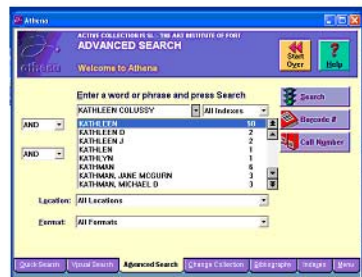 Athena
ACTIVE COLLECTION IS SL - THE ART INSTITUTE OF FORT
ADVANCED SEARCH
athena
Welcome to Athena
Start Over
Help
Enter a word or phrase and press Search
KATHLEEN COLUSSY
All Indexes
Search
AND
KATHLEEN 50
KATHLEEN D 2
KATHLEEN J 2
KATHLEN 1
KATHLYN 1
KATHMAN 6
KATHMAN, JANE MCGURN 3
KATHMAN, MICHAEL D 3
Barcode #
AND
Call Number
Location: All Locations
Format: All Formats
Quick Search
Visual Search
Advanced Search
Change Collection
Bibliography
Indexes
Menu